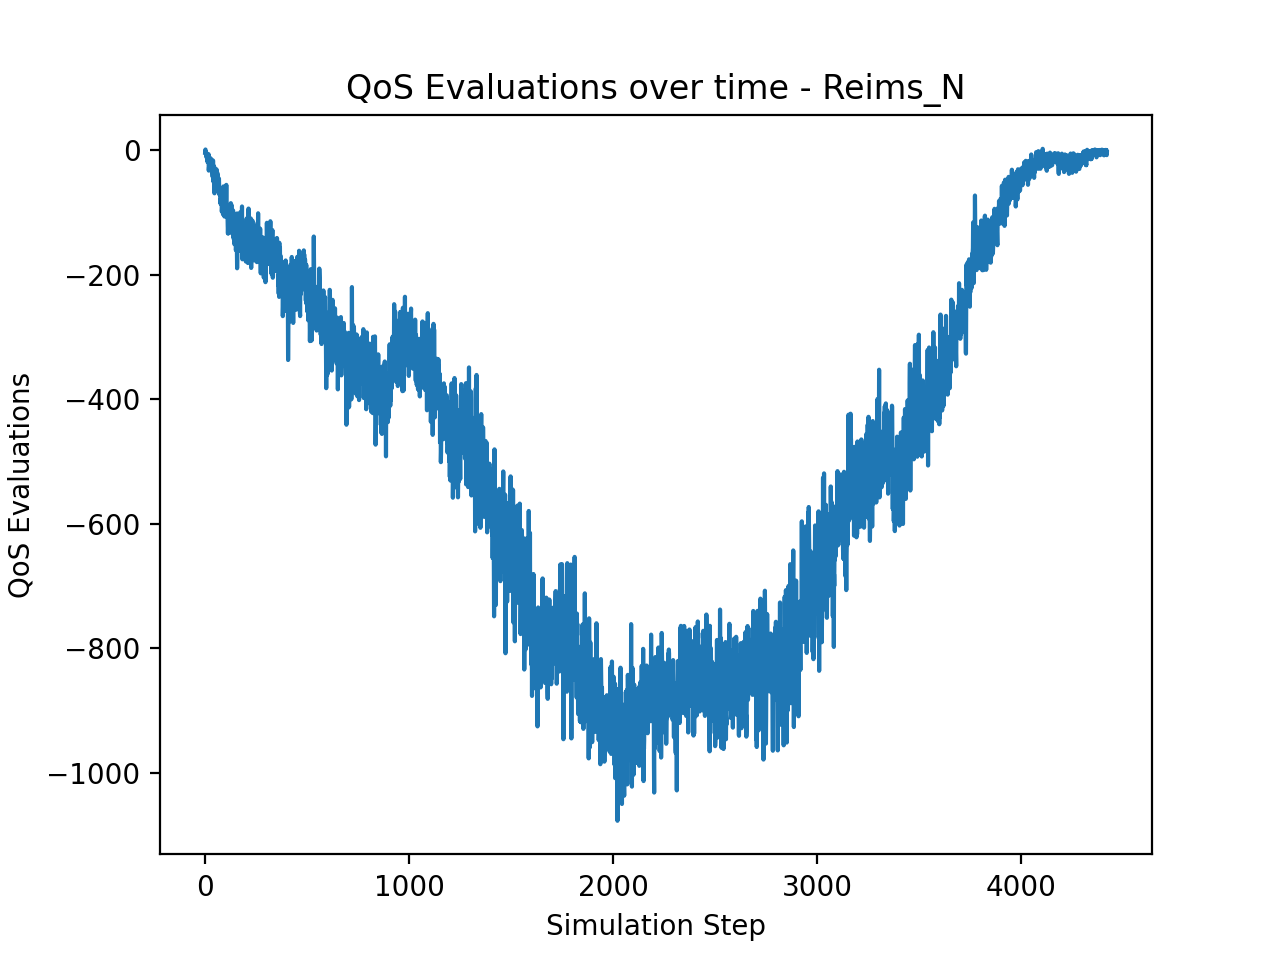 QoS Evaluations over time - Reims_N
QoS Evaluations
0
−200
−400
−600
−800
−1000
0 1000 2000 3000 4000
Simulation Step